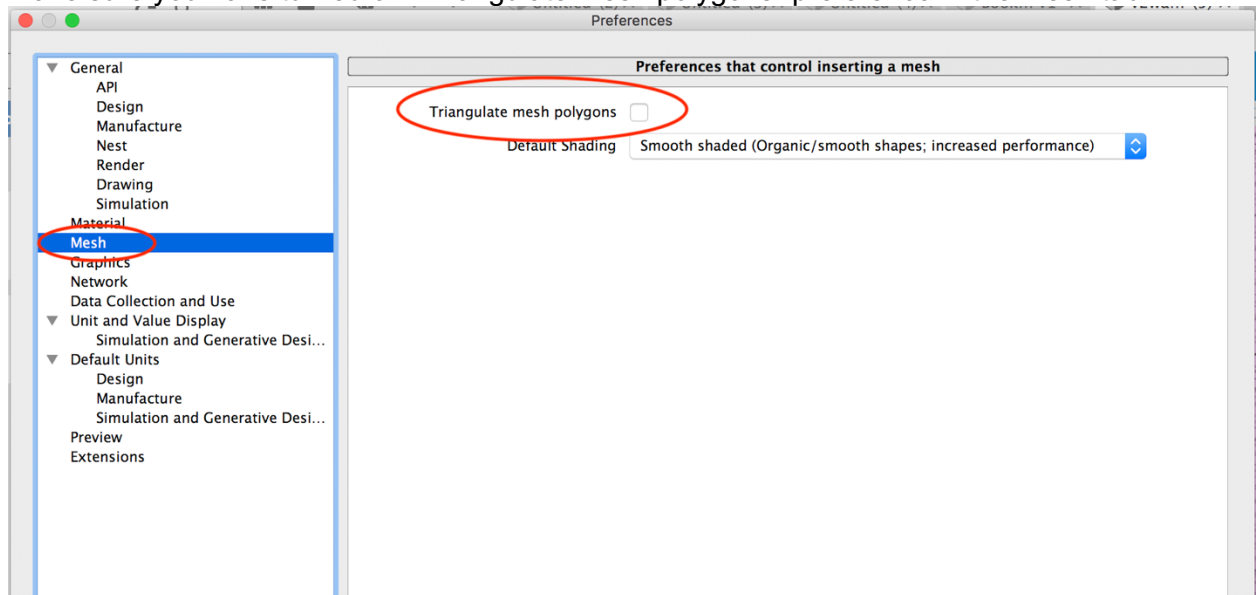 Preferences
General
API
Design
Manufacture
Nest
Render
Drawing
Simulation
Material
Mesh
Graphics
Network
Data Collection and Use
Unit and Value Display
Simulation and Generative Desi...
Default Units
Design
Manufacture
Simulation and Generative Desi...
Preview
Extensions
Preferences that control inserting a mesh
Triangulate mesh polygons
Default Shading Smooth shaded (Organic/smooth shapes; increased performance)